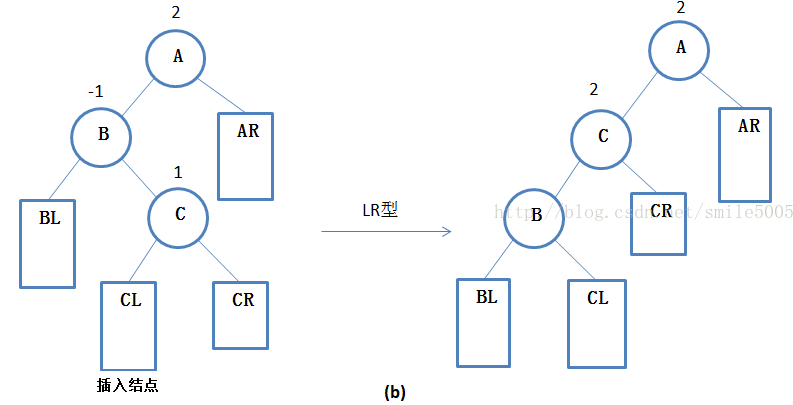 2
A
-1
B
AR
1
BL
C
CL
CR
插入结点
LR型
2
A
2
C
AR
B
CR
BL
CL
http://blog.csdn.net/smile5005
(b)